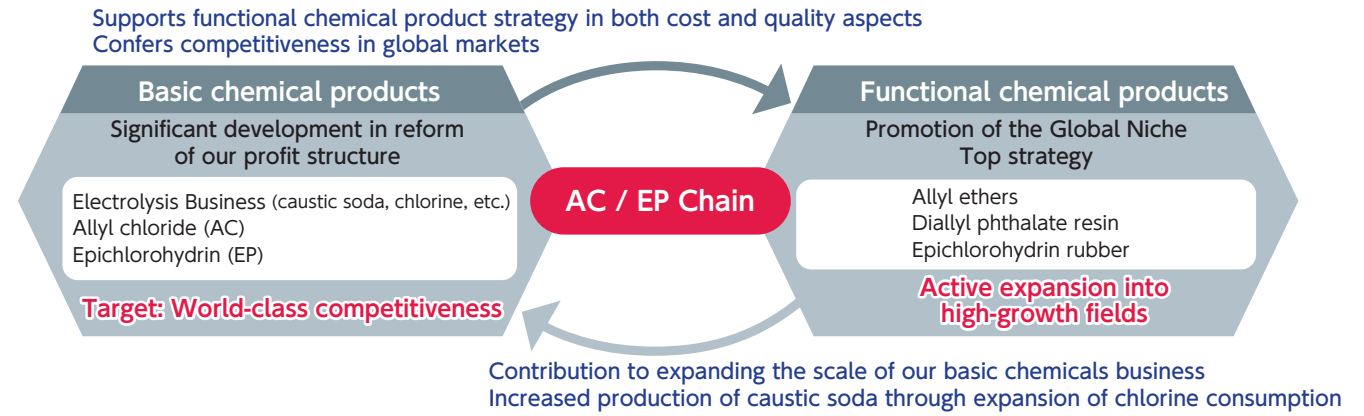 Supports functional chemical product strategy in both cost and quality aspects
Confers competitiveness in global markets
Basic chemical products
Significant development in reform
of our profit structure
Electrolysis Business (caustic soda, chlorine, etc.)
Allyl chloride (AC)
Epichlorohydrin (EP)
Target: World-class competitiveness
AC / EP Chain
Functional chemical products
Promotion of the Global Niche
Top strategy
Allyl ethers
Diallyl phthalate resin
Epichlorohydrin rubber
Active expansion into
high-growth fields
Contribution to expanding the scale of our basic chemicals business
Increased production of caustic soda through expansion of chlorine consumption